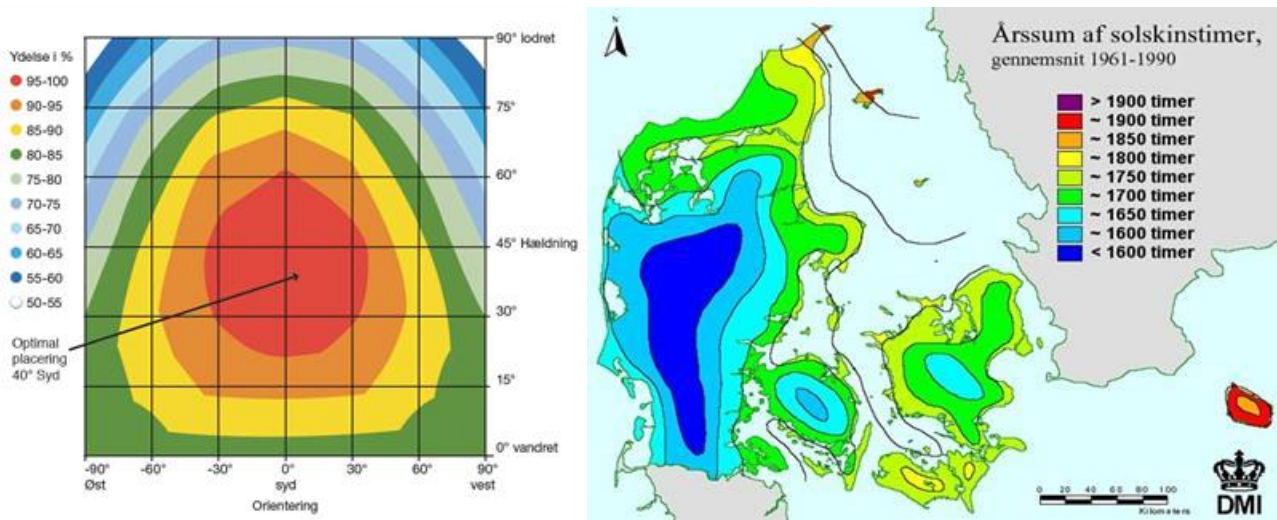 Ydelse i %
95-100
90-95
85-90
80-85
75-80
70-75
65-70
60-65
55-60
50-55
Optimal
placering
40° Syd
90° lodret
75°
60°
45° Hældning
30°
15°
0° vandret
-90° -60° -30° 0° 30° 60° 90°
Øst syd vest
Orientering
N
Årssum af solskinstimer,
gennemsnit 1961-1990
> 1900 timer
~ 1900 timer
~ 1850 timer
~ 1800 timer
~ 1750 timer
~ 1700 timer
~ 1650 timer
~ 1600 timer
< 1600 timer
0 20 40 60 80 100
Kilometers
DMI